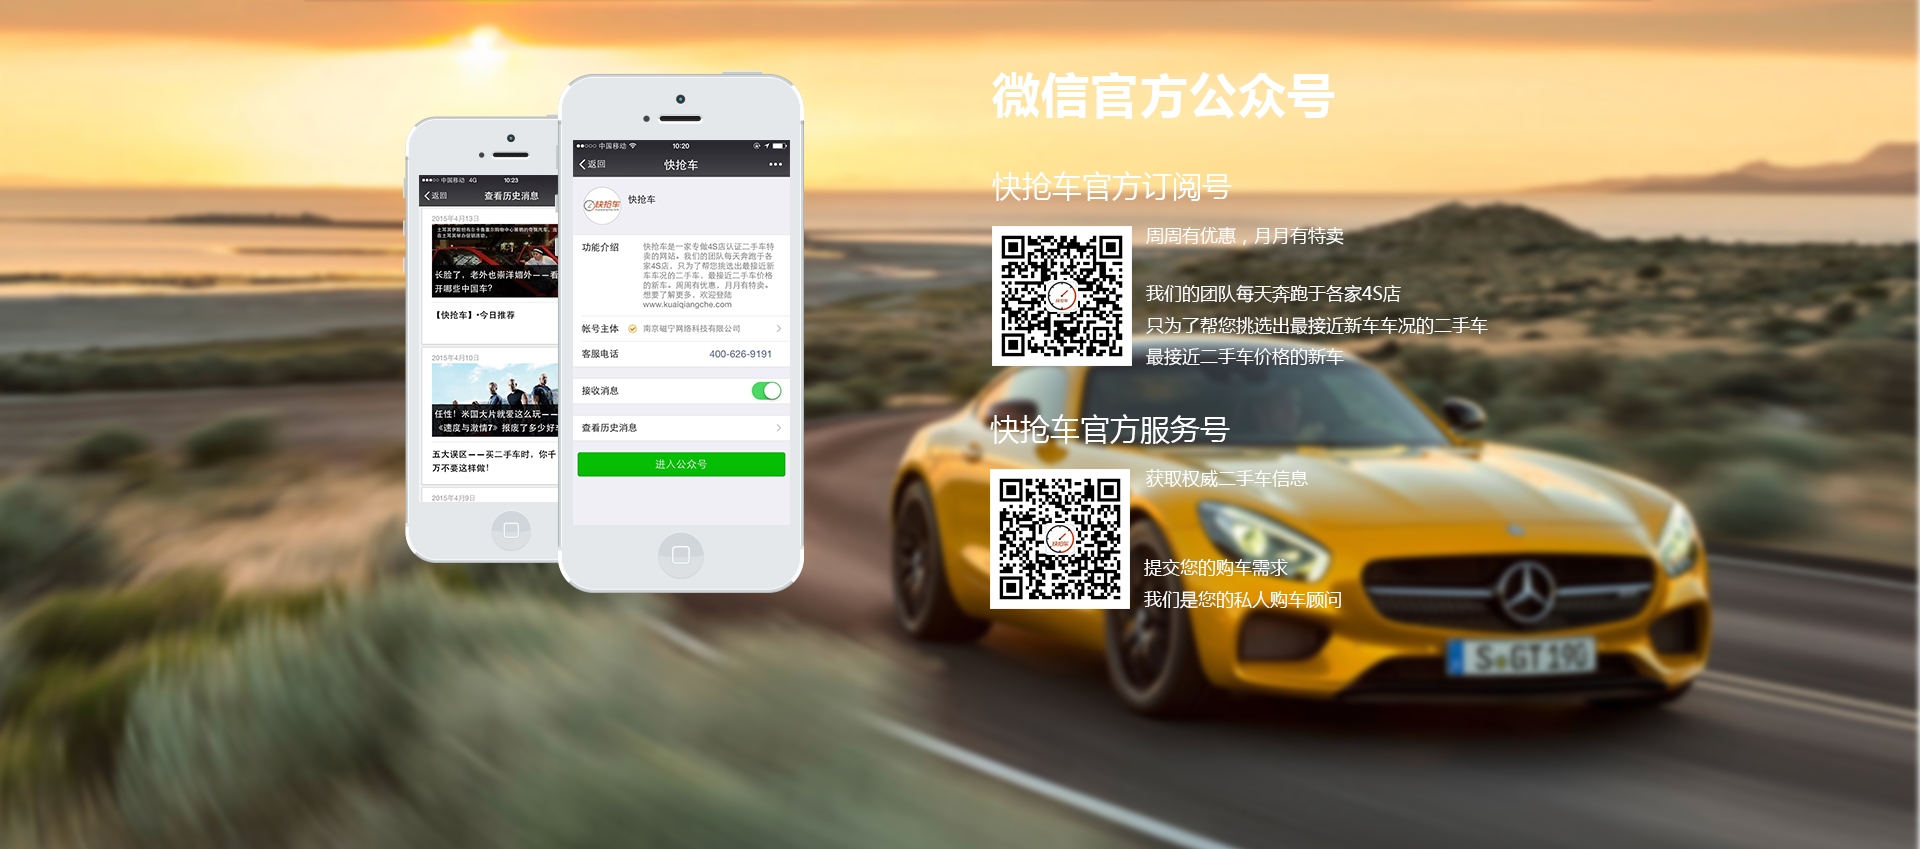 微信官方公众号
快抢车官方订阅号
周周有优惠，月月有特卖
我们的团队每天奔跑于各家4S店
只为了帮您挑选出最接近新车车况的二手车
最接近二手车价格的新车
快抢车官方服务号
获取权威二手车信息
提交您的购车需求
我们是您的私人购车顾问
中国移动 4G 10:23
返回 查看历史消息
2015年4月13日
长脸了，老外也崇洋媚外——看
开哪些中国车?
【快抢车】·今日推荐
2015年4月10日
任性！米国大片就爱这么玩——
《速度与激情7》报废了多少好车
五大误区——买二手车时，你千
万不要这样做!
2015年4月9日
中国移动 10:20
返回 快抢车
快抢车
快抢车
功能介绍
快抢车是一家专做4S店认证二手车特
卖的网站。我们的团队每天奔跑于各
家4S店，只为了帮您挑选出最接近新
车车况的二手车，最接近二手车价格
的新车。周周有优惠，月月有特卖。
想要了解更多，欢迎登陆
www.kuaiqiangche.com
帐号主体 南京磁宁网络科技有限公司
客服电话 400-626-9191
接收消息
查看历史消息
进入公众号
快抢车
快抢车
S GT 190